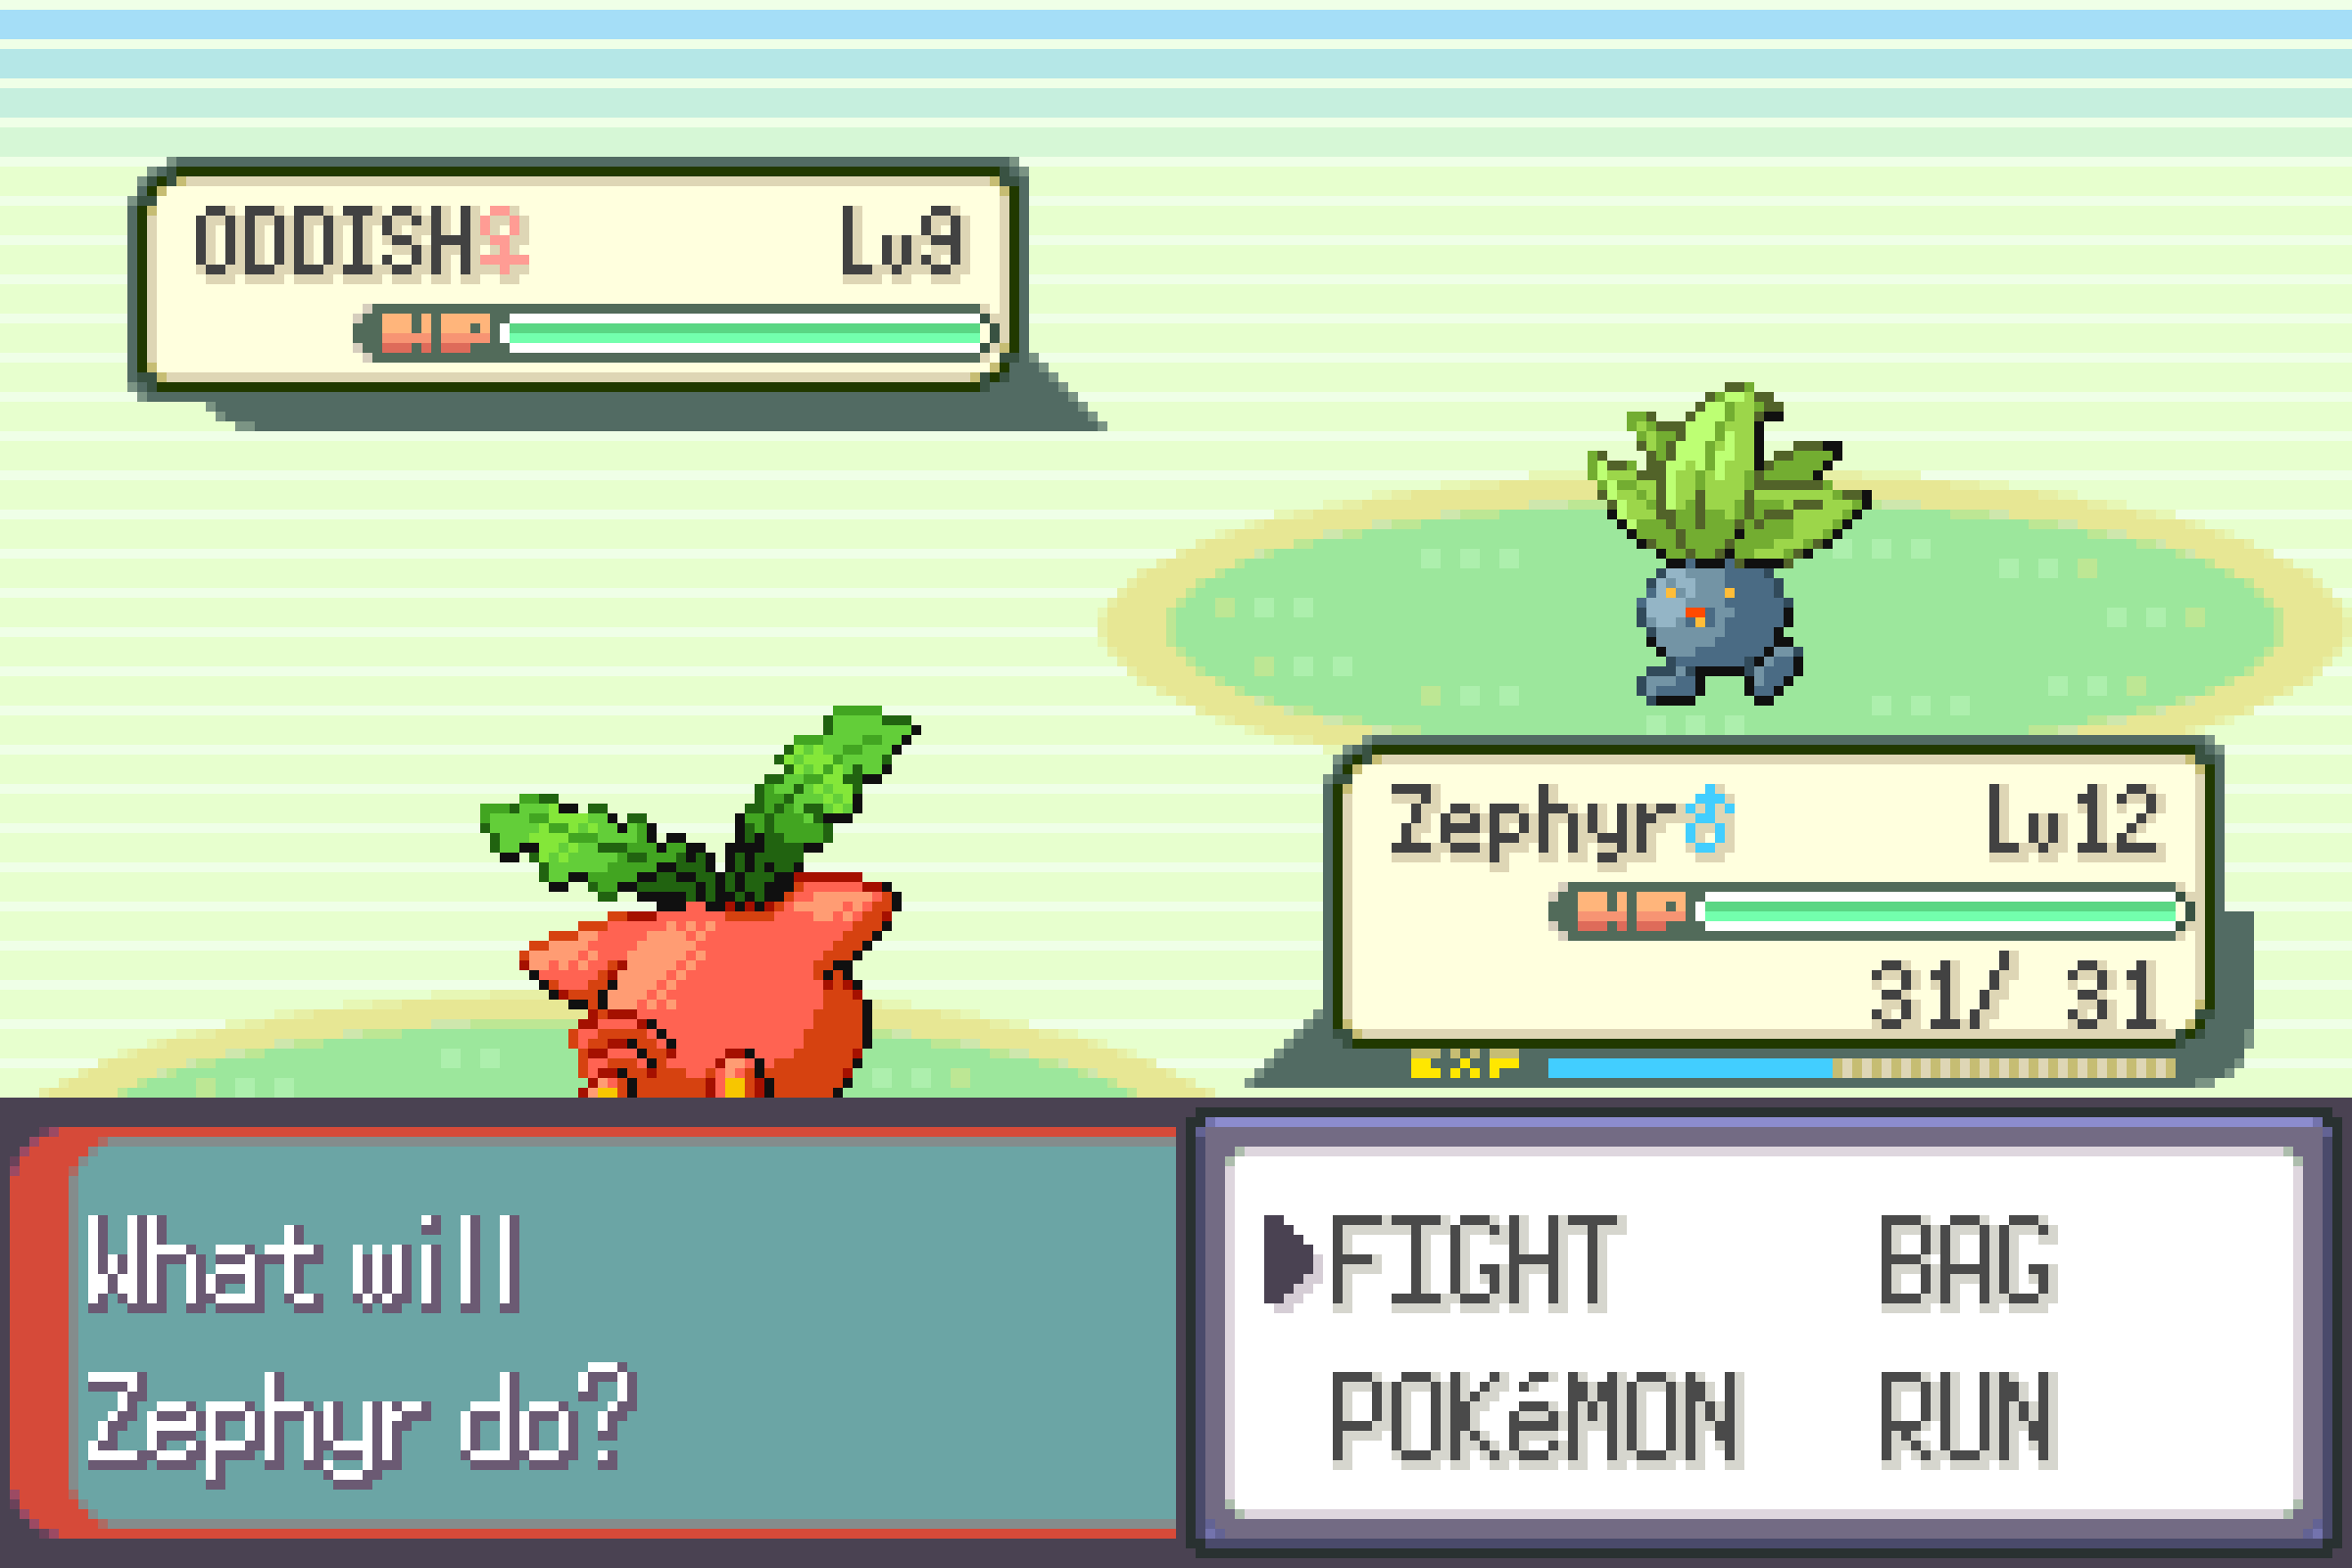 ODDISH♀ Lv9
HP
Zephyr♂ Lv12
HP
31/ 31
EXP
What will
Zephyr do?
FIGHT BAG
POKéMON RUN